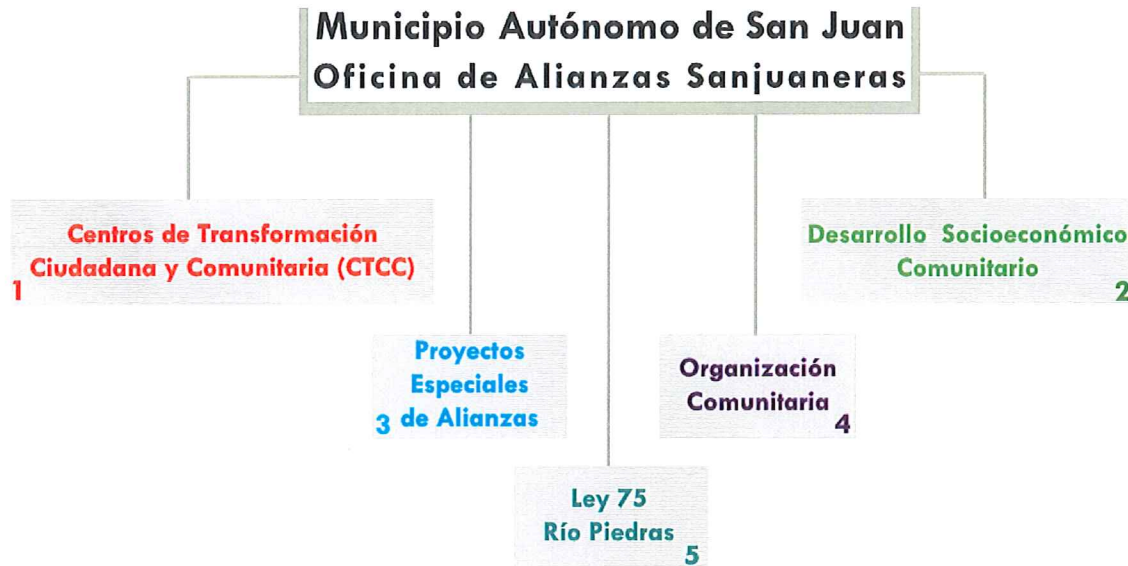 Municipio Autónomo de San Juan
Oficina de Alianzas Sanjuaneras
Centros de Transformación
Ciudadana y Comunitaria (CTCC)
1
Desarrollo Socioeconómico
Comunitario
2
Proyectos
Especiales
de Alianzas
3
Organización
Comunitaria
4
Ley 75
Río Piedras
5